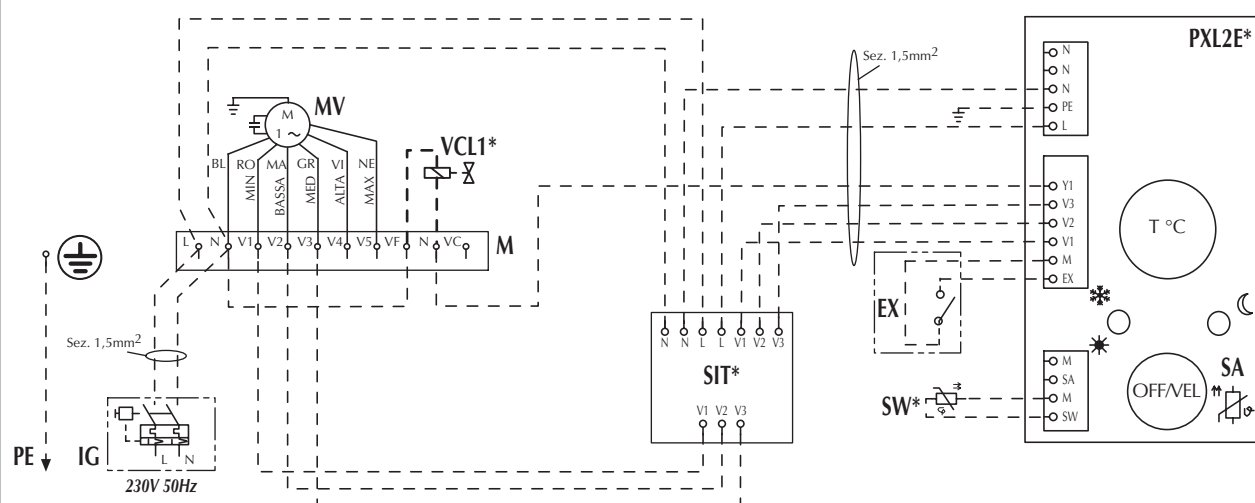 PXL2E*
Sez. 1,5mm2
N
N
N
PE
L
MV
M
1 ~
VCL1*
BL
RO
MA
GR
VI
NE
MIN
BASSA
MED
ALTA
MAX
L N V1 V2 V3 V4 V5 VF N VC
M
Y1
V3
V2
V1
M
EX
T °C
EX
Sez. 1,5mm2
N N L L V1 V2 V3
SIT*
V1 V2 V3
M
SA
M
SW
SW*
OFF/VEL
SA
PE
IG
L N
230V 50Hz